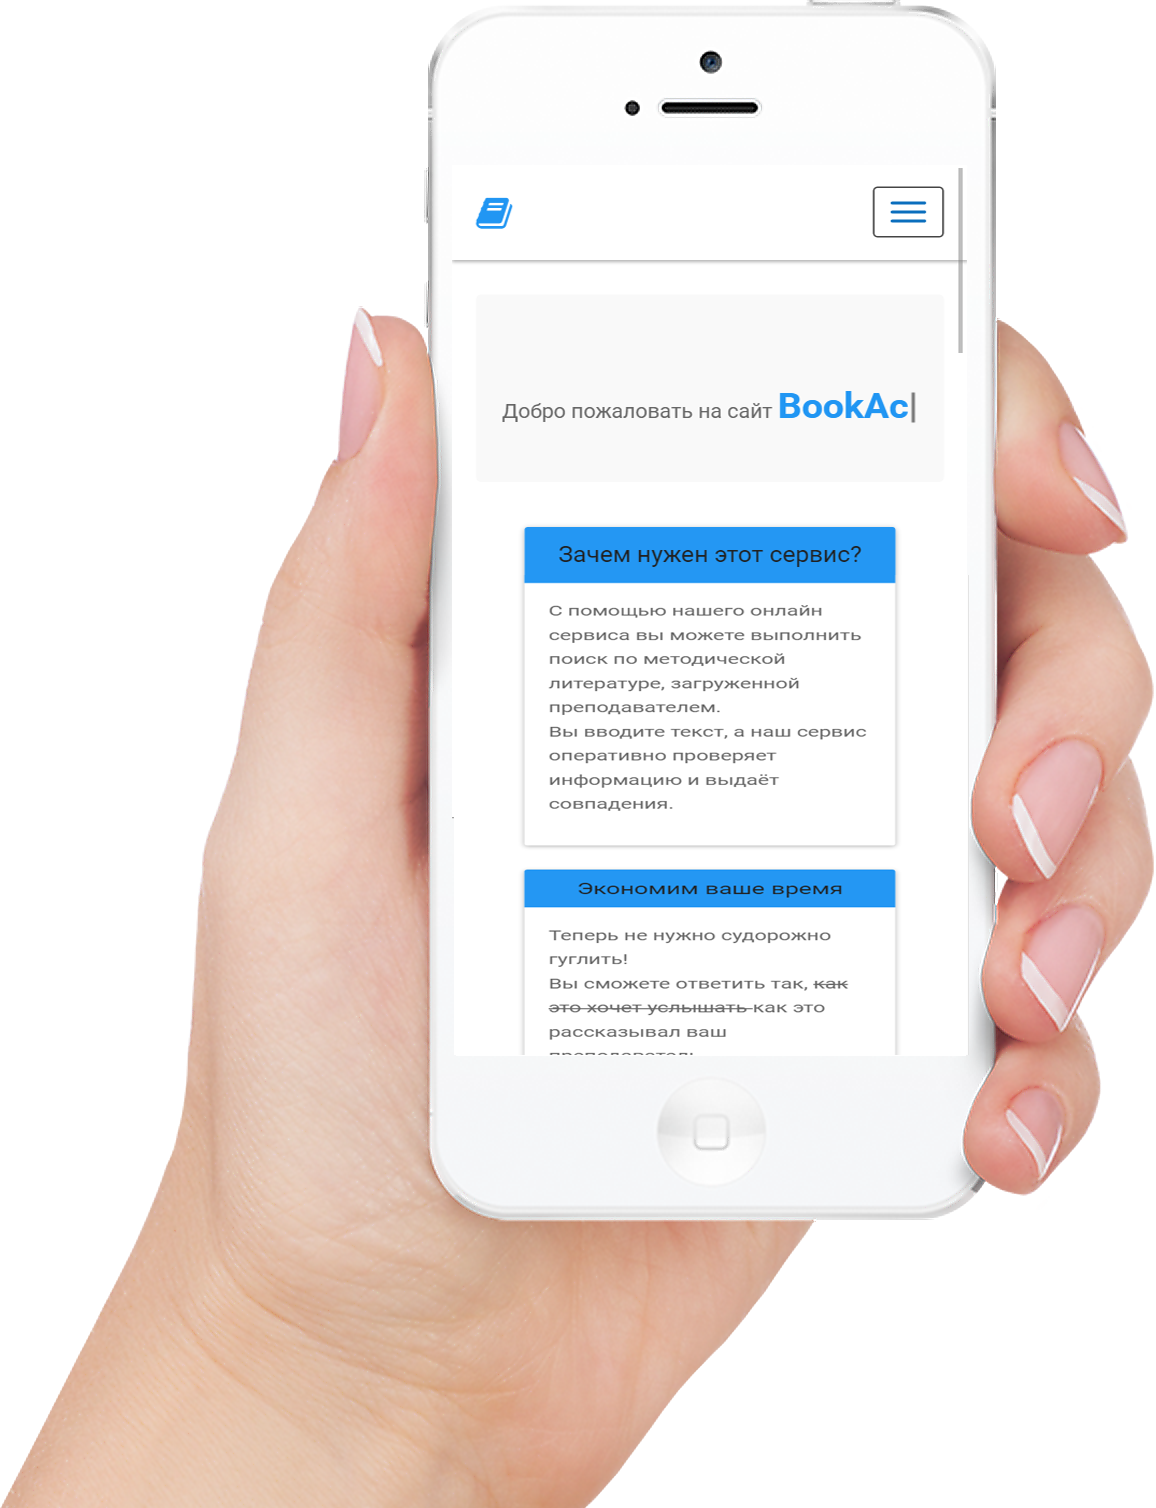 Добро пожаловать на сайт BookAc
Зачем нужен этот сервис?
С помощью нашего онлайн
сервиса вы можете выполнить
поиск по методической
литературе, загруженной
преподавателем.
Вы вводите текст, а наш сервис
оперативно проверяет
информацию и выдаёт
совпадения.
Экономим ваше время
Теперь не нужно судорожно
гуглить!
Вы сможете ответить так, как
это хочет услышать как это
рассказывал ваш